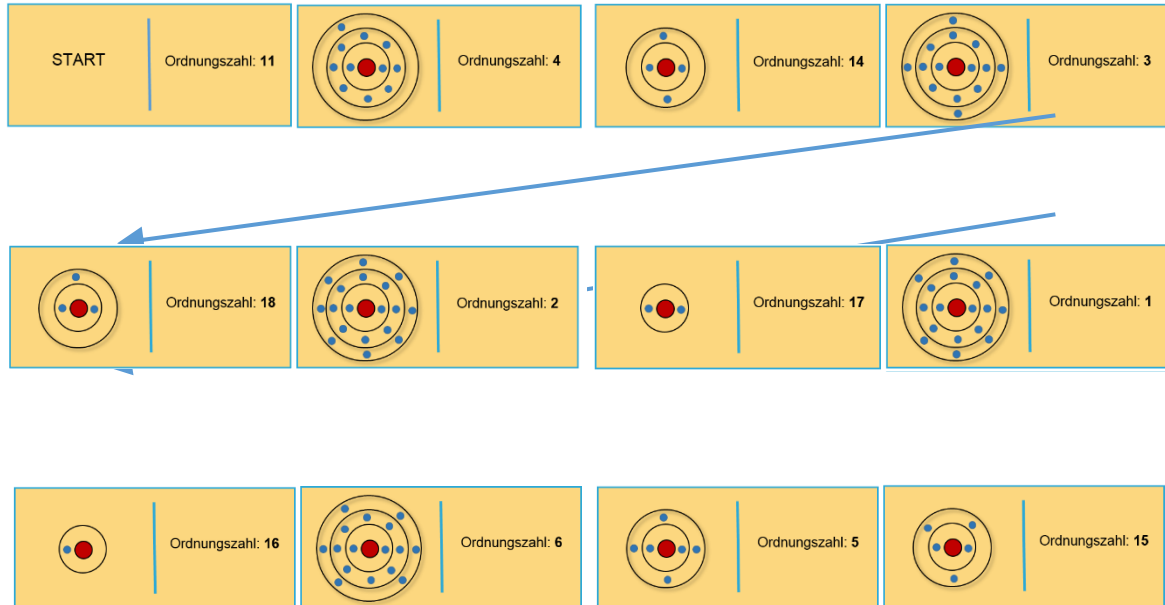 START
Ordnungszahl: 11
Ordnungszahl: 4
Ordnungszahl: 14
Ordnungszahl: 3
Ordnungszahl: 18
Ordnungszahl: 2
Ordnungszahl: 17
Ordnungszahl: 1
Ordnungszahl: 16
Ordnungszahl: 6
Ordnungszahl: 5
Ordnungszahl: 15